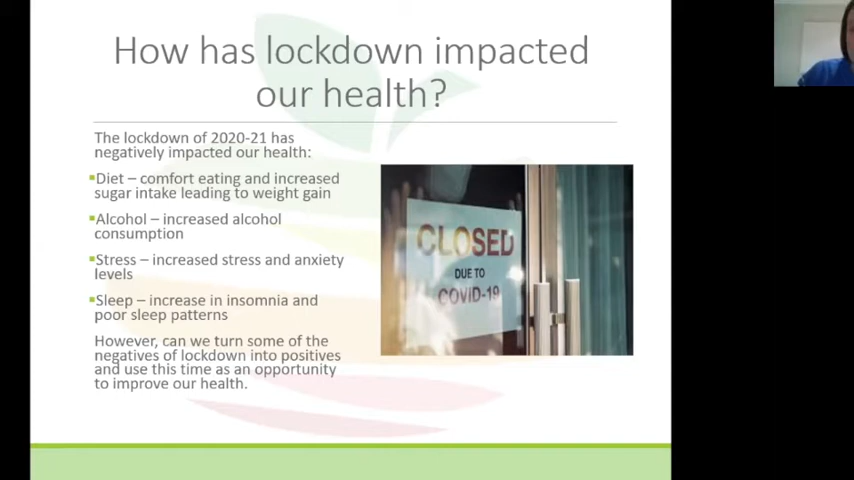 How has lockdown impacted
our health?
The lockdown of 2020-21 has
negatively impacted our health:
▪Diet – comfort eating and increased
sugar intake leading to weight gain
▪Alcohol – increased alcohol
consumption
▪Stress – increased stress and anxiety
levels
▪Sleep – increase in insomnia and
poor sleep patterns
However, can we turn some of the
negatives of lockdown into positives
and use this time as an opportunity
to improve our health.
CLOSED
DUE TO
COVID-19